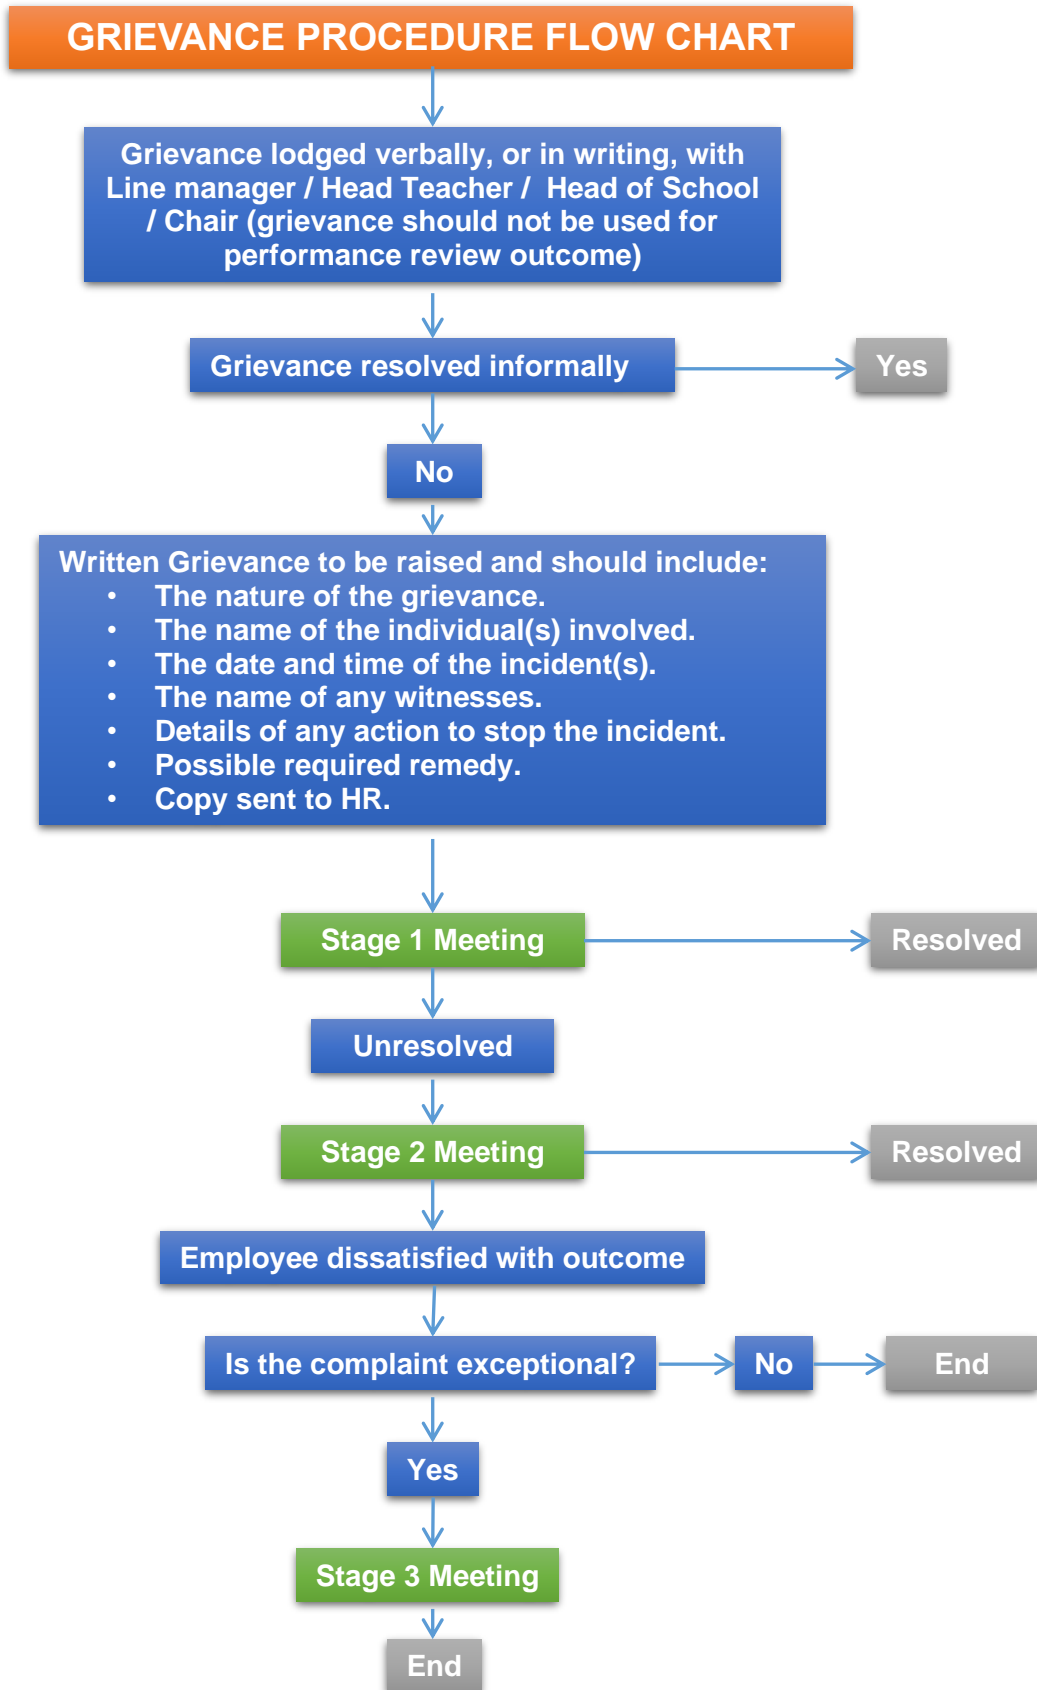 GRIEVANCE PROCEDURE FLOW CHART
Grievance lodged verbally, or in writing, with
Line manager / Head Teacher /  Head of School
/ Chair (grievance should not be used for
performance review outcome)
Grievance resolved informally
Yes
No
Written Grievance to be raised and should include:
• The nature of the grievance.
• The name of the individual(s) involved.
• The date and time of the incident(s).
• The name of any witnesses.
• Details of any action to stop the incident.
• Possible required remedy.
• Copy sent to HR.
Stage 1 Meeting
Resolved
Unresolved
Stage 2 Meeting
Resolved
Employee dissatisfied with outcome
Is the complaint exceptional?
No
End
Yes
Stage 3 Meeting
End